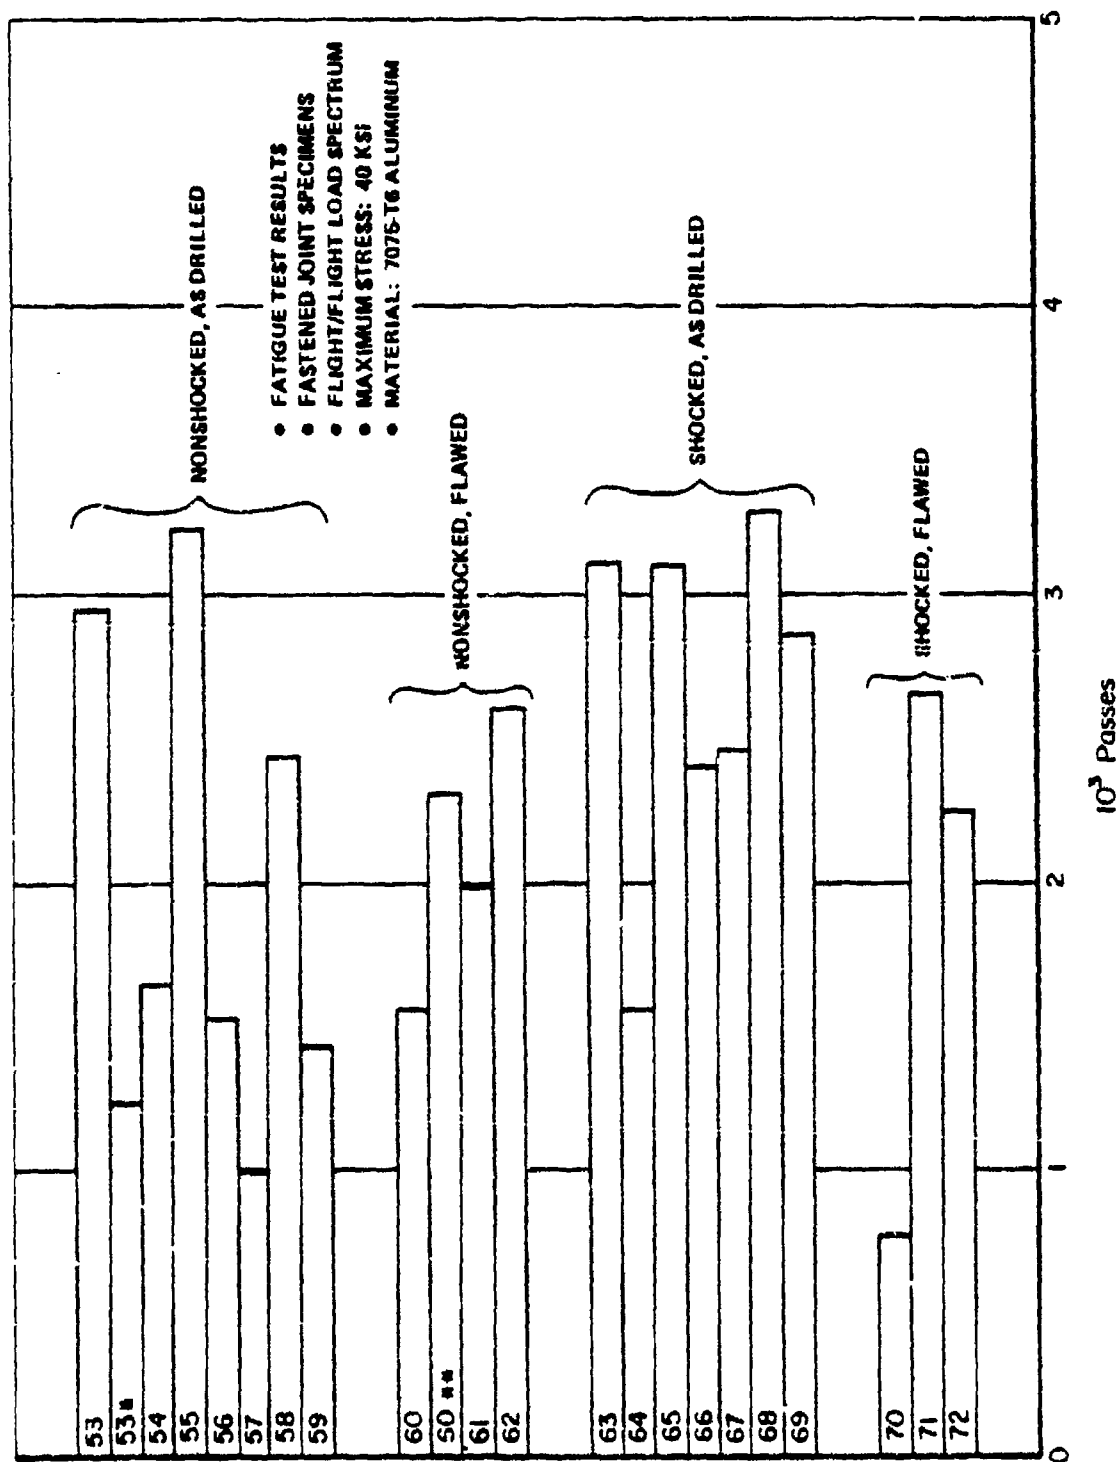 53
53*
54
55
56
57
58
59
60
60 **
61
62
63
64
65
66
67
68
69
70
71
72
NONSHOCKED, AS DRILLED
• FATIGUE TEST RESULTS
• FASTENED JOINT SPECIMENS
• FLIGHT/FLIGHT LOAD SPECTRUM
• MAXIMUM STRESS: 40 KSI
• MATERIAL: 7075-T6 ALUMINUM
NONSHOCKED, FLAWED
SHOCKED, AS DRILLED
SHOCKED, FLAWED
0 1 2 3 4 5
10³ Passes